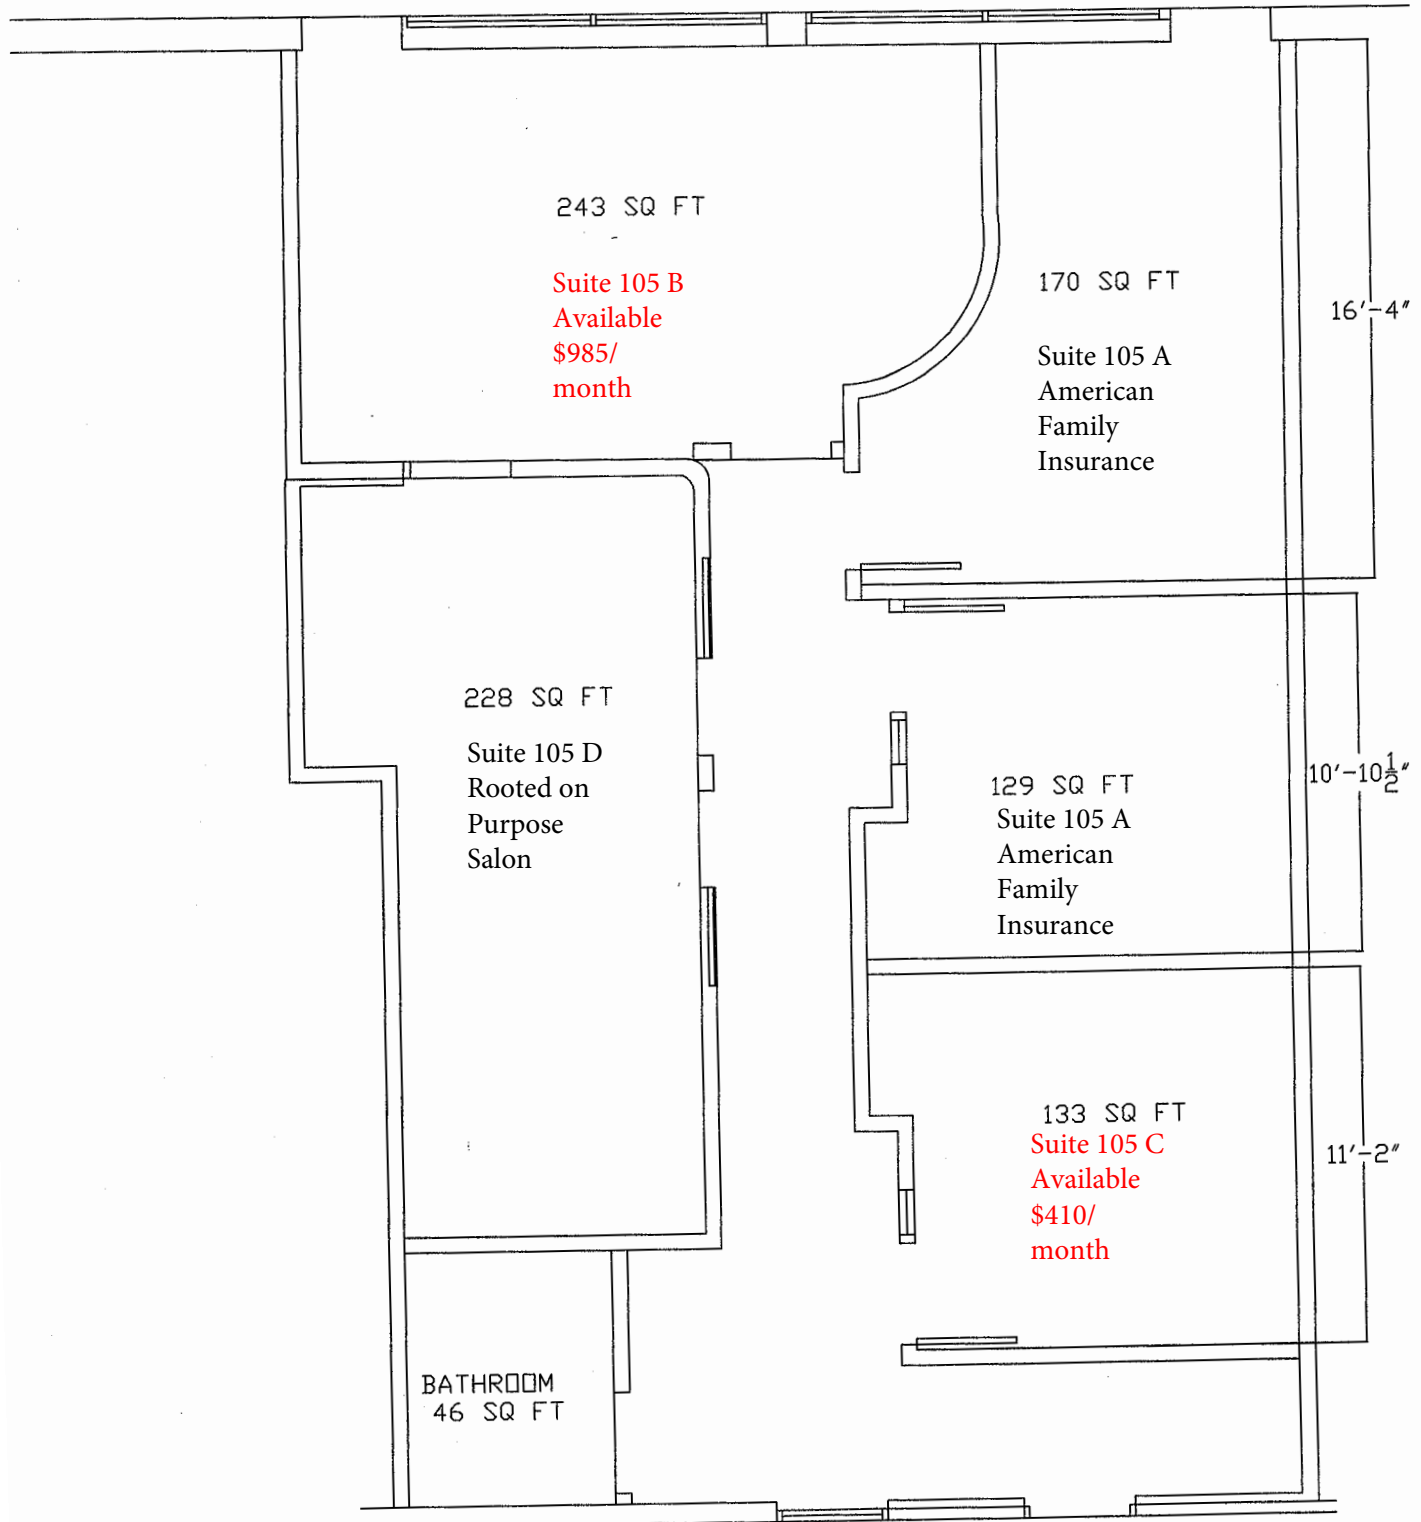 243 SQ FT
Suite 105 B
Available
$985/
month
170 SQ FT
Suite 105 A
American
Family
Insurance
16'-4"
228 SQ FT
Suite 105 D
Rooted on
Purpose
Salon
129 SQ FT
Suite 105 A
American
Family
Insurance
10'-10½"
133 SQ FT
Suite 105 C
Available
$410/
month
11'-2"
BATHROOM
46 SQ FT